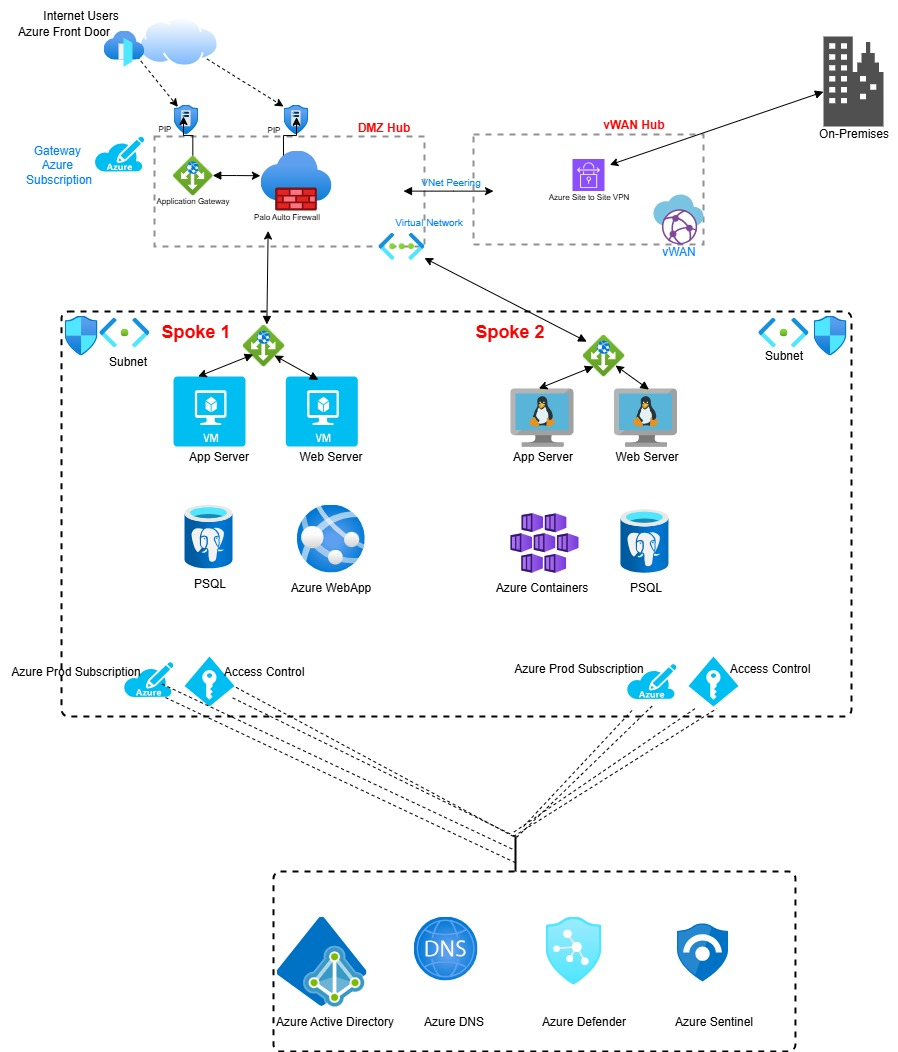 Internet Users
Azure Front Door
PIP
PIP
DMZ Hub
vWAN Hub
On-Premises
Gateway
Azure
Subscription
Azure
Application Gateway
Palo Auto Firewall
VNet Peering
Azure Site to Site VPN
Virtual Network
vWAN
Spoke 1
Spoke 2
Subnet
Subnet
VM
VM
App Server
Web Server
App Server
Web Server
PSQL
Azure WebApp
Azure Containers
PSQL
Azure Prod Subscription
Azure
Access Control
Azure Prod Subscription
Azure
Access Control
DNS
Azure Active Directory
Azure DNS
Azure Defender
Azure Sentinel